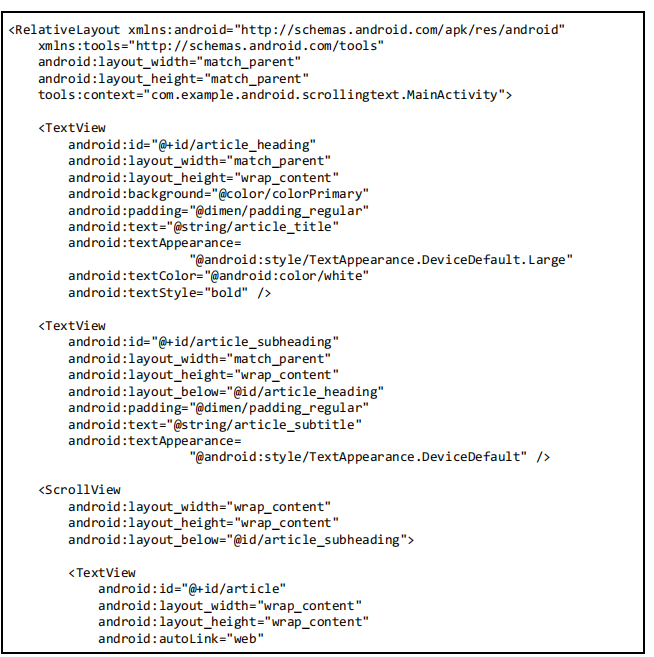 <RelativeLayout xmlns:android="http://schemas.android.com/apk/res/android"
    xmlns:tools="http://schemas.android.com/tools"
    android:layout_width="match_parent"
    android:layout_height="match_parent"
    tools:context="com.example.android.scrollingtext.MainActivity">

    <TextView
        android:id="@+id/article_heading"
        android:layout_width="match_parent"
        android:layout_height="wrap_content"
        android:background="@color/colorPrimary"
        android:padding="@dimen/padding_regular"
        android:text="@string/article_title"
        android:textAppearance=
                        "@android:style/TextAppearance.DeviceDefault.Large"
        android:textColor="@android:color/white"
        android:textStyle="bold" />

    <TextView
        android:id="@+id/article_subheading"
        android:layout_width="match_parent"
        android:layout_height="wrap_content"
        android:layout_below="@id/article_heading"
        android:padding="@dimen/padding_regular"
        android:text="@string/article_subtitle"
        android:textAppearance=
                        "@android:style/TextAppearance.DeviceDefault" />

    <ScrollView
        android:layout_width="wrap_content"
        android:layout_height="wrap_content"
        android:layout_below="@id/article_subheading">

        <TextView
            android:id="@+id/article"
            android:layout_width="wrap_content"
            android:layout_height="wrap_content"
            android:autoLink="web"